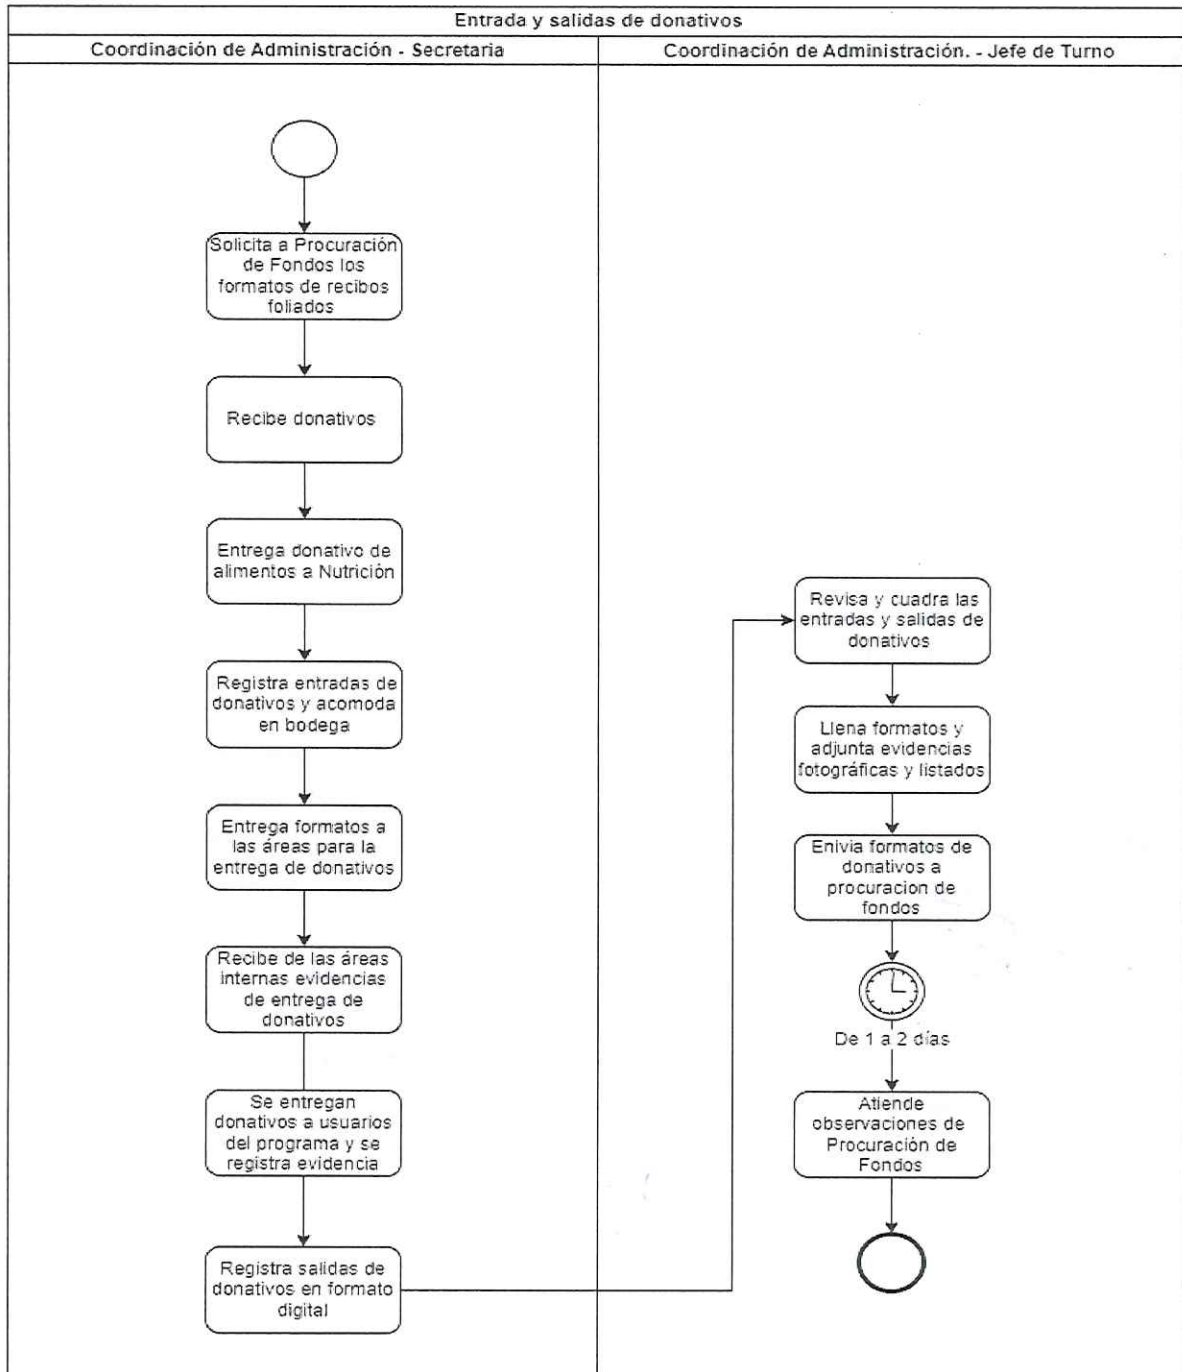 Entrada y salidas de donativos
Coordinación de Administración - Secretaria
Coordinación de Administración. - Jefe de Turno
Solicita a Procuración
de Fondos los
formatos de recibos
foliados
Recibe donativos
Entrega donativo de
alimentos a Nutrición
Registra entradas de
donativos y acomoda
en bodega
Entrega formatos a
las áreas para la
entrega de donativos
Recibe de las áreas
internas evidencias
de entrega de
donativos
Se entregan
donativos a usuarios
del programa y se
registra evidencia
Registra salidas de
donativos en formato
digital
Revisa y cuadra las
entradas y salidas de
donativos
Llena formatos y
adjunta evidencias
fotográficas y listados
Enivia formatos de
donativos a
procuracion de
fondos
De 1 a 2 días
Atiende
observaciones de
Procuración de
Fondos